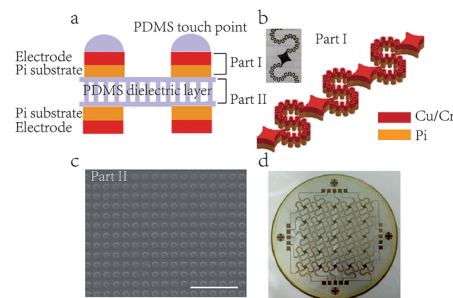 a
PDMS touch point
Electrode
Pi substrate
Part I
PDMS dielectric layer
Part II
Pi substrate
Electrode
b
Part I
Cu/Cr
Pi
c
Part II
d